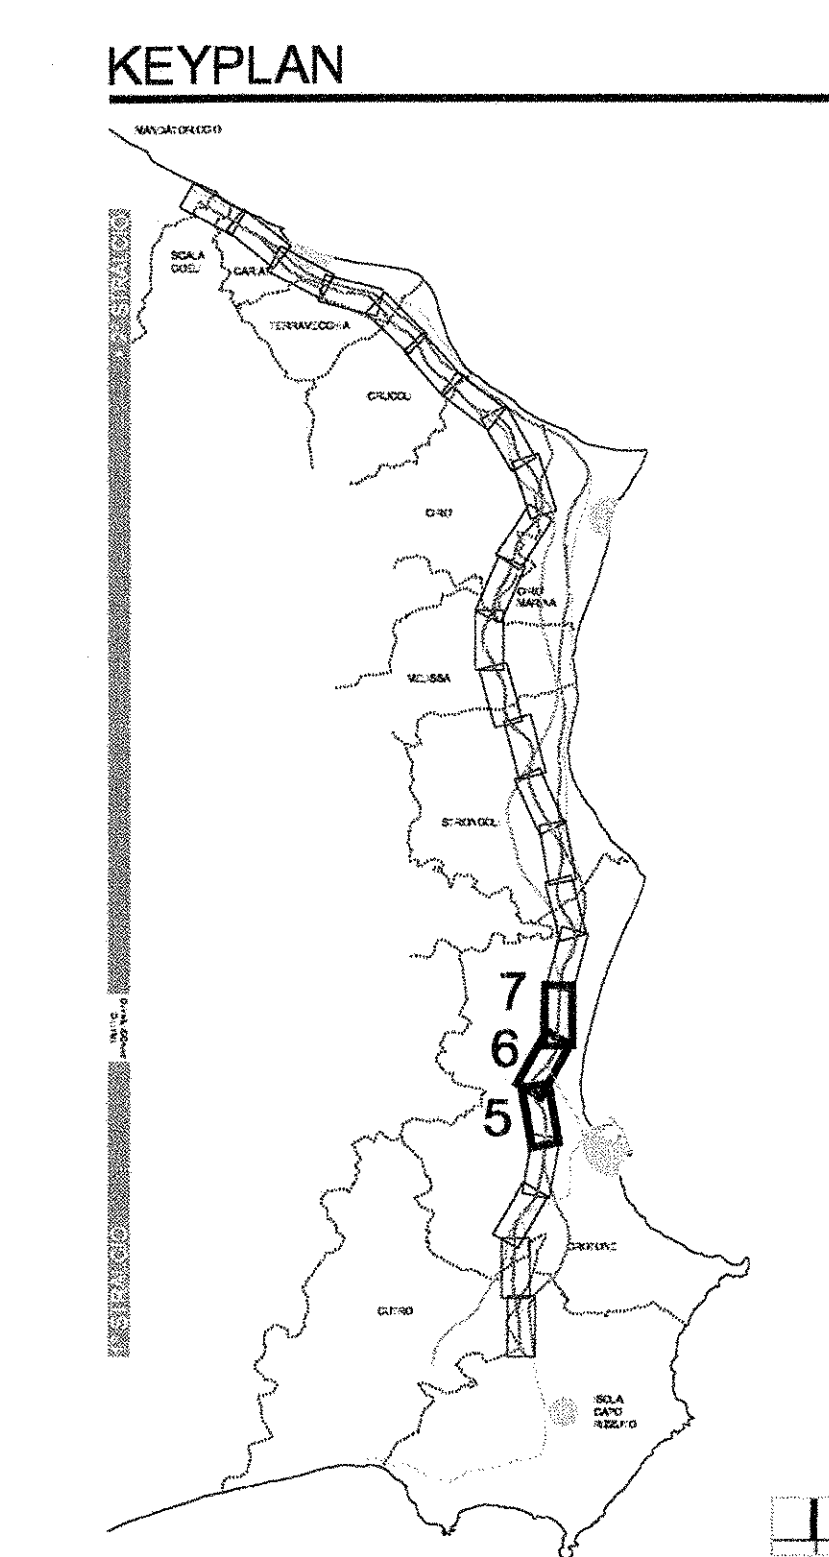 KEYPLAN
MANDATORICCIO
SCALA
COELI
CARIATI
TERRAVECCHIA
CRUCOLI
CIRO'
CIRO'
MARINA
MELISSA
STRONGOLI
7
6
5
CROTONE
CUTRO
ISOLA
CAPO
RIZZUTO